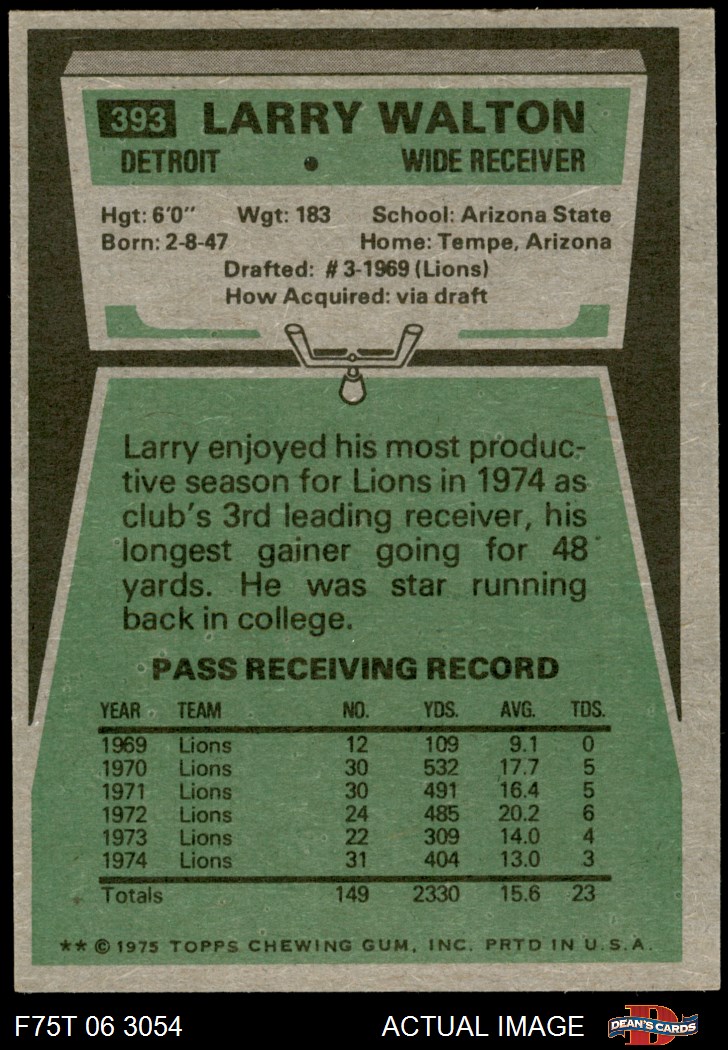 393 LARRY WALTON
DETROIT • WIDE RECEIVER
Hgt: 6'0" Wgt: 183 School: Arizona State
Born: 2-8-47 Home: Tempe, Arizona
Drafted: #3-1969 (Lions)
How Acquired: via draft
Larry enjoyed his most produc-
tive season for Lions in 1974 as
club's 3rd leading receiver, his
longest gainer going for 48
yards. He was star running
back in college.
PASS RECEIVING RECORD
YEAR TEAM NO. YDS. AVG. TDS.
1969 Lions 12 109 9.1 0
1970 Lions 30 532 17.7 5
1971 Lions 30 491 16.4 5
1972 Lions 24 485 20.2 6
1973 Lions 22 309 14.0 4
1974 Lions 31 404 13.0 3
Totals 149 2330 15.6 23
** © 1975 TOPPS CHEWING GUM, INC. PRTD IN U.S.A.
F75T 06 3054 ACTUAL IMAGE D DEAN'S CARDS